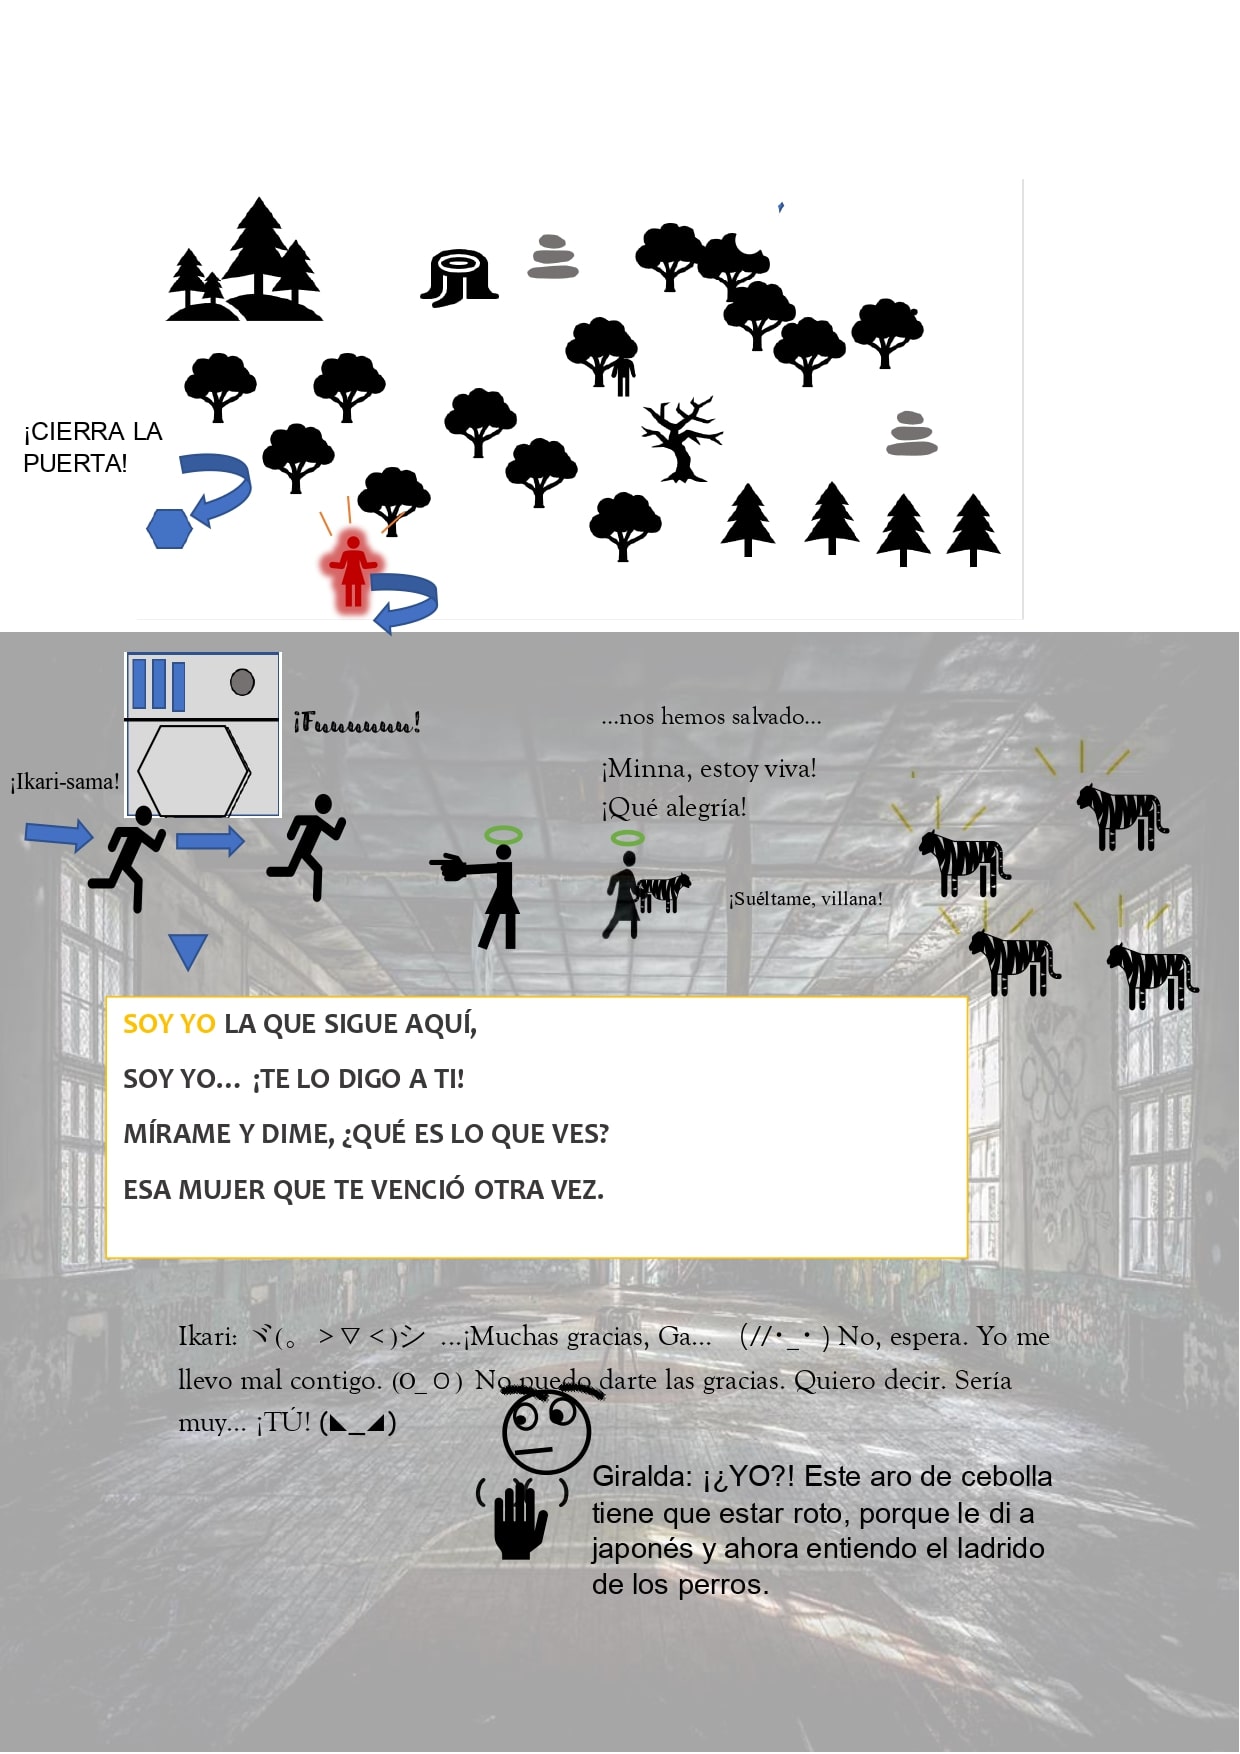 ¡CIERRA LA
PUERTA!
¡Fuuuuuuu!
...nos hemos salvado...
¡Ikari-sama!
¡Minna, estoy viva!
¡Qué alegría!
¡Suéltame, villana!
SOY YO LA QUE SIGUE AQUÍ,
SOY YO... ¡TE LO DIGO A TI!
MÍRAME Y DIME, ¿QUÉ ES LO QUE VES?
ESA MUJER QUE TE VENCIÓ OTRA VEZ.
Ikari: ヾ(。＞▽＜)シ ...¡Muchas gracias, Ga... (//･_･) No, espera. Yo me
llevo mal contigo. (O_O) No puedo darte las gracias. Quiero decir. Sería
muy... ¡TÚ! (◣_◢)
Giralda: ¡¿YO?! Este aro de cebolla
tiene que estar roto, porque le di a
japonés y ahora entiendo el ladrido
de los perros.